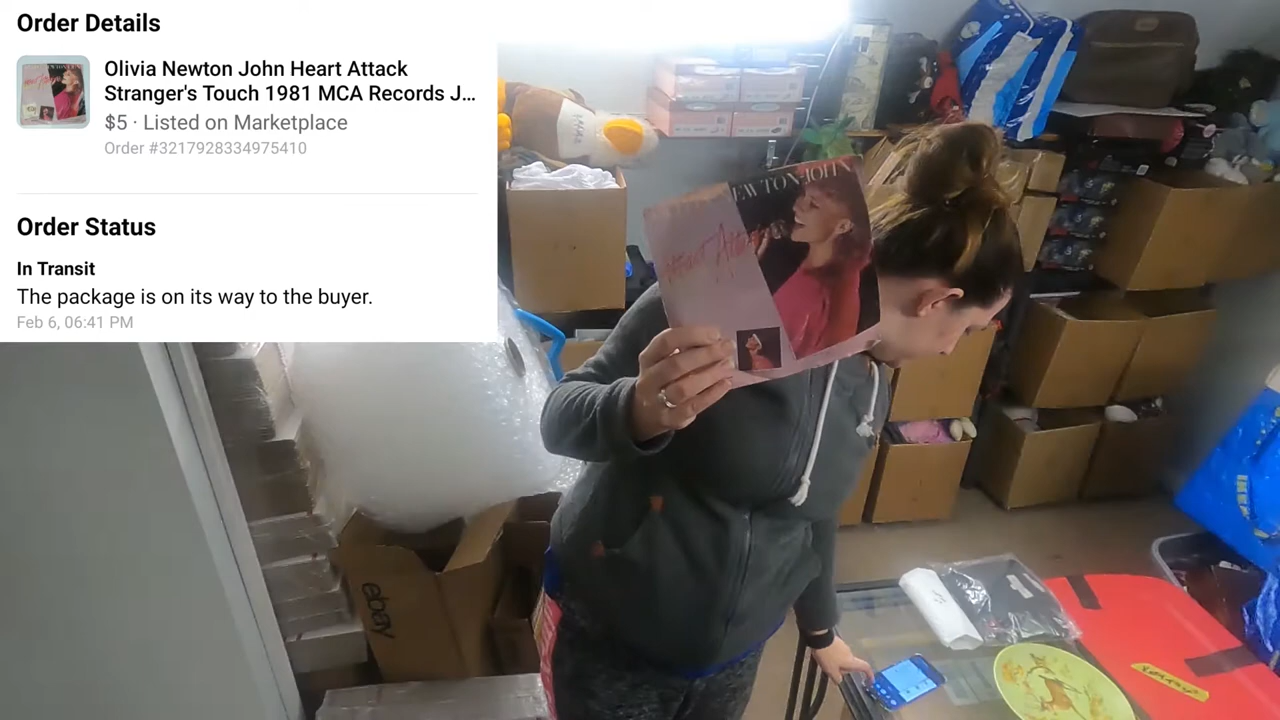 Order Details
Olivia Newton John Heart Attack
Stranger's Touch 1981 MCA Records J...
$5 · Listed on Marketplace
Order #3217928334975410
Order Status
In Transit
The package is on its way to the buyer.
Feb 6, 06:41 PM
NEWTON-JOHN
Heart Attack
ebay